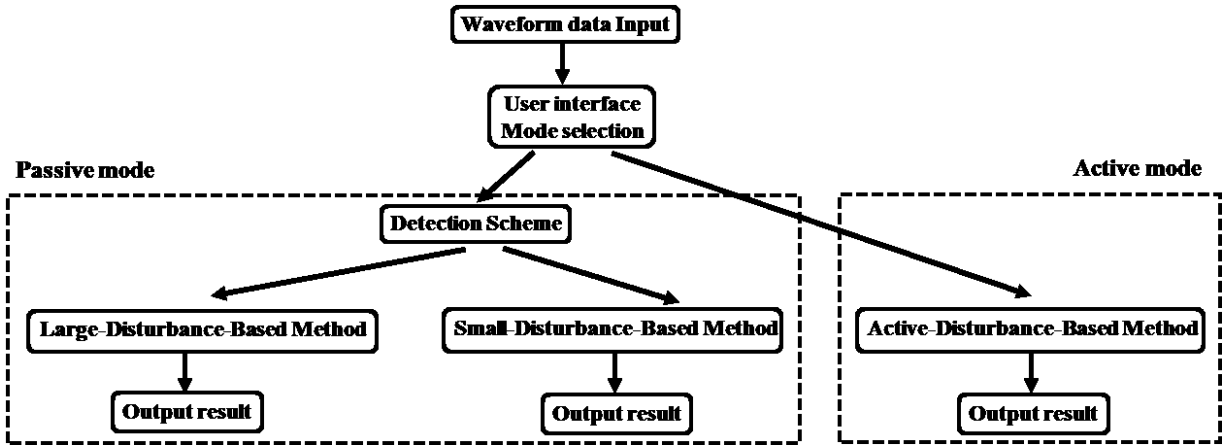 Waveform data Input
User interface
Mode selection
Passive mode
Active mode
Detection Scheme
Large-Disturbance-Based Method
Small-Disturbance-Based Method
Active-Disturbance-Based Method
Output result
Output result
Output result